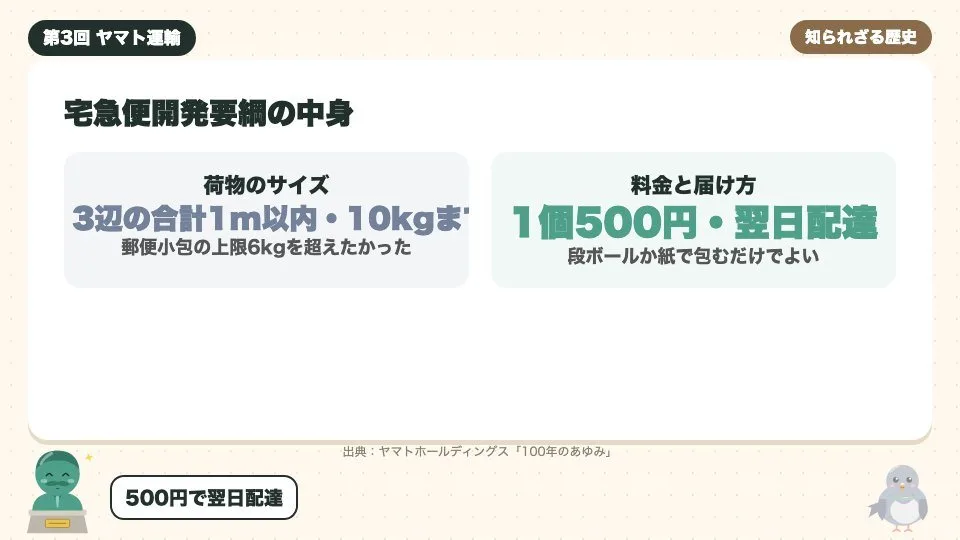 第3回 ヤマト運輸
知られざる歴史
宅急便開発要綱の中身
荷物のサイズ
3辺の合計1m以内・10kgま
郵便小包の上限6kgを超えたかった
料金と届け方
1個500円・翌日配達
段ボールか紙で包むだけでよい
出典：ヤマトホールディングス「100年のあゆみ」
500円で翌日配達